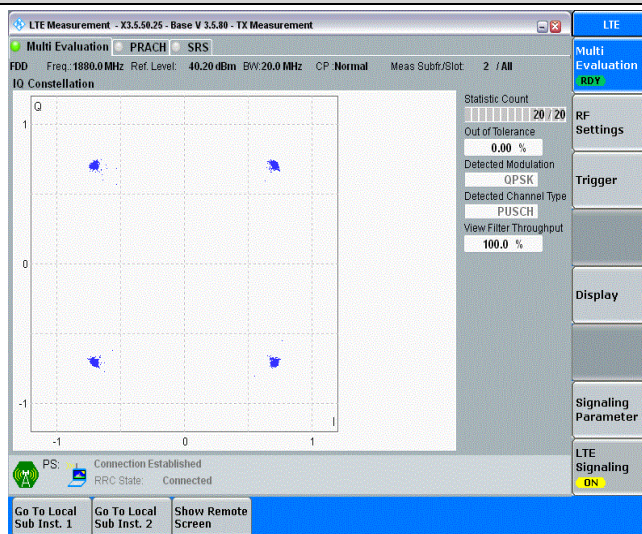 LTE Measurement - X3.5.50.25 - Base V 3.5.80 - TX Measurement
LTE
Multi Evaluation PRACH SRS
Multi
Evaluation
RDY
FDD Freq.:1880.0 MHz Ref. Level: 40.20 dBm BW:20.0 MHz CP :Normal Meas Subfr./Slot: 2 / All
IQ Constellation
Q
1
0
-1
-1 0 1
I
Statistic Count
20 / 20
Out of Tolerance
0.00 %
Detected Modulation
QPSK
Detected Channel Type
PUSCH
View Filter Throughput
100.0 %
RF
Settings
Trigger
Display
Signaling
Parameter
LTE
Signaling
ON
PS: Connection Established
RRC State: Connected
Go To Local
Sub Inst. 1
Go To Local
Sub Inst. 2
Show Remote
Screen